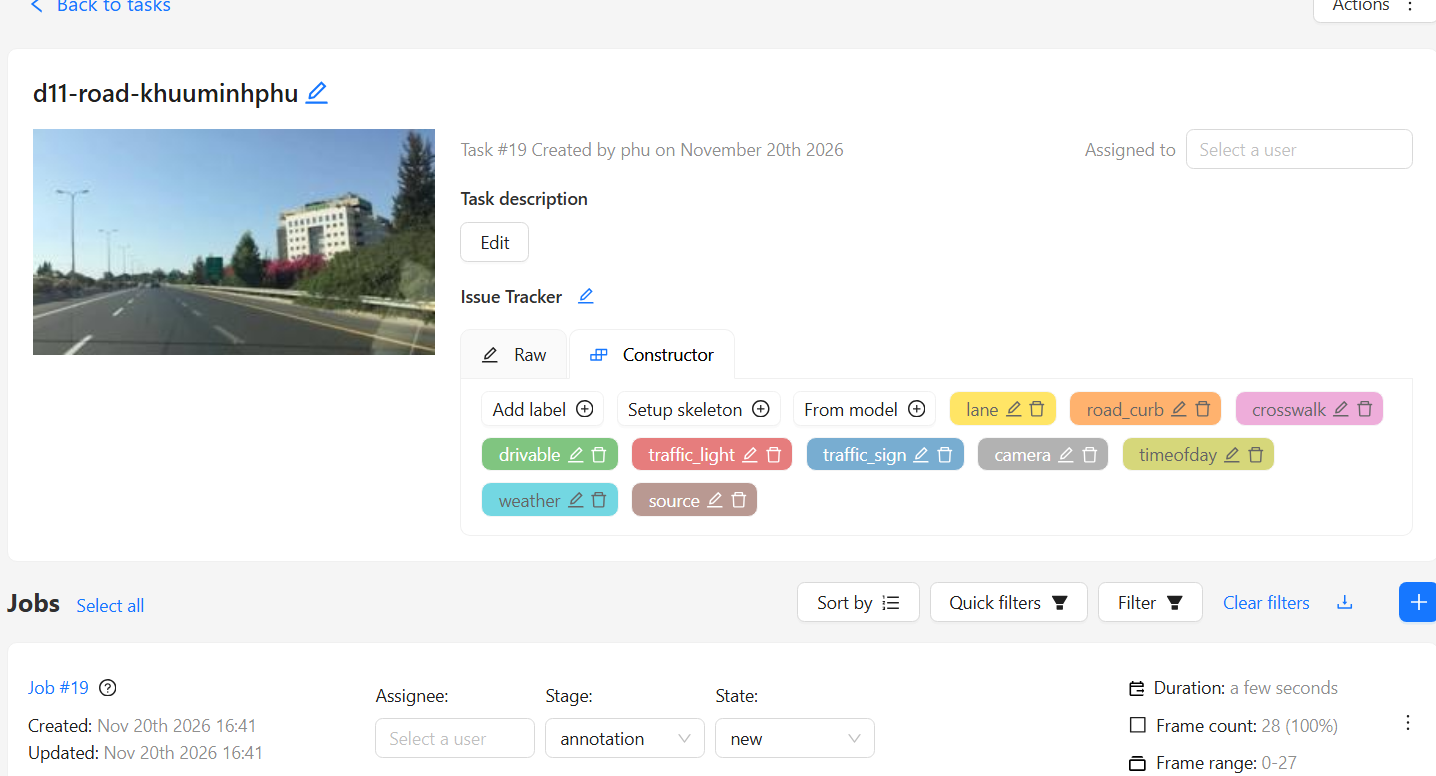 Back to tasks
Actions
d11-road-khuuminhphu
Task #19 Created by phu on November 20th 2026
Assigned to Select a user
Task description
Edit
Issue Tracker
Raw Constructor
Add label Setup skeleton From model lane road_curb crosswalk
drivable traffic_light traffic_sign camera timeofday
weather source
Jobs Select all Sort by Quick filters Filter Clear filters
Job #19
Created: Nov 20th 2026 16:41
Updated: Nov 20th 2026 16:41
Assignee: Stage: State:
Select a user annotation new
Duration: a few seconds
Frame count: 28 (100%)
Frame range: 0-27